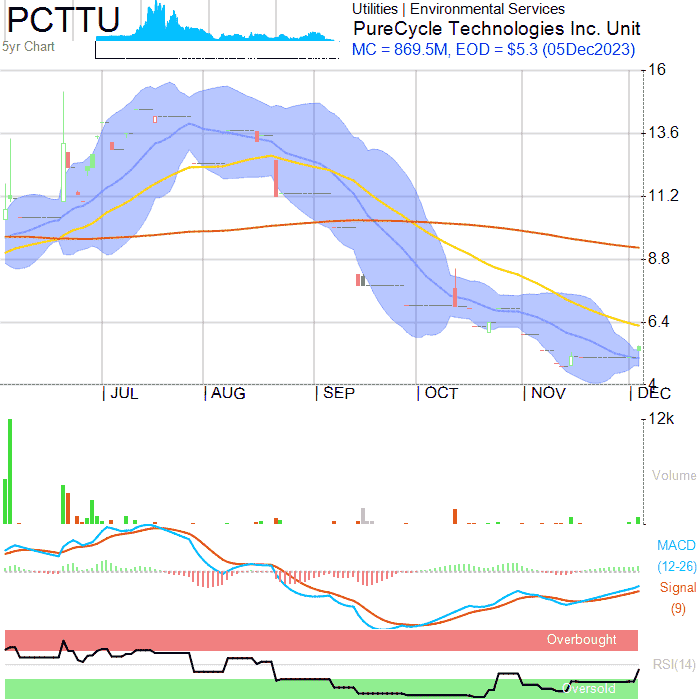 PCTTU
Utilities | Environmental Services
PureCycle Technologies Inc. Unit
5yr Chart
MC = 869.5M, EOD = $5.3 (05Dec2023)
16
13.6
11.2
8.8
6.4
4
JUL
AUG
SEP
OCT
NOV
DEC
12k
Volume
MACD
(12-26)
Signal
(9)
Overbought
RSI(14)
Oversold